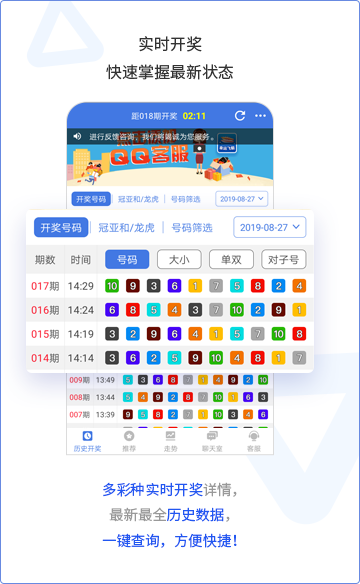 实时开奖
快速掌握最新状态
距018期开奖 02:11
进行反馈咨询，我们将竭诚为您服务。
QQ客服
开奖号码 冠亚和/龙虎 号码筛选 2019-08-27
开奖号码 冠亚和/龙虎 号码筛选 2019-08-27
期数 时间 号码 大小 单双 对子号
017期 14:29 10 9 3 6 1 7 5 8 2 4
016期 14:24 6 8 5 4 3 7 10 2 9 1
015期 14:19 3 2 9 6 4 1 5 7 10 8
014期 14:14 3 6 2 5 9 10 4 8 1 7
009期 13:49 5 3 6 8 7 1 4 9 2 10
008期 13:44 5 4 9 2 8 7 10 1 6 3
007期 13:39 9 5 8 2 7 1 10 3 4 6
历史开奖 推荐 走势 聊天室 客服
多彩种实时开奖详情，
最新最全历史数据，
一键查询，方便快捷！